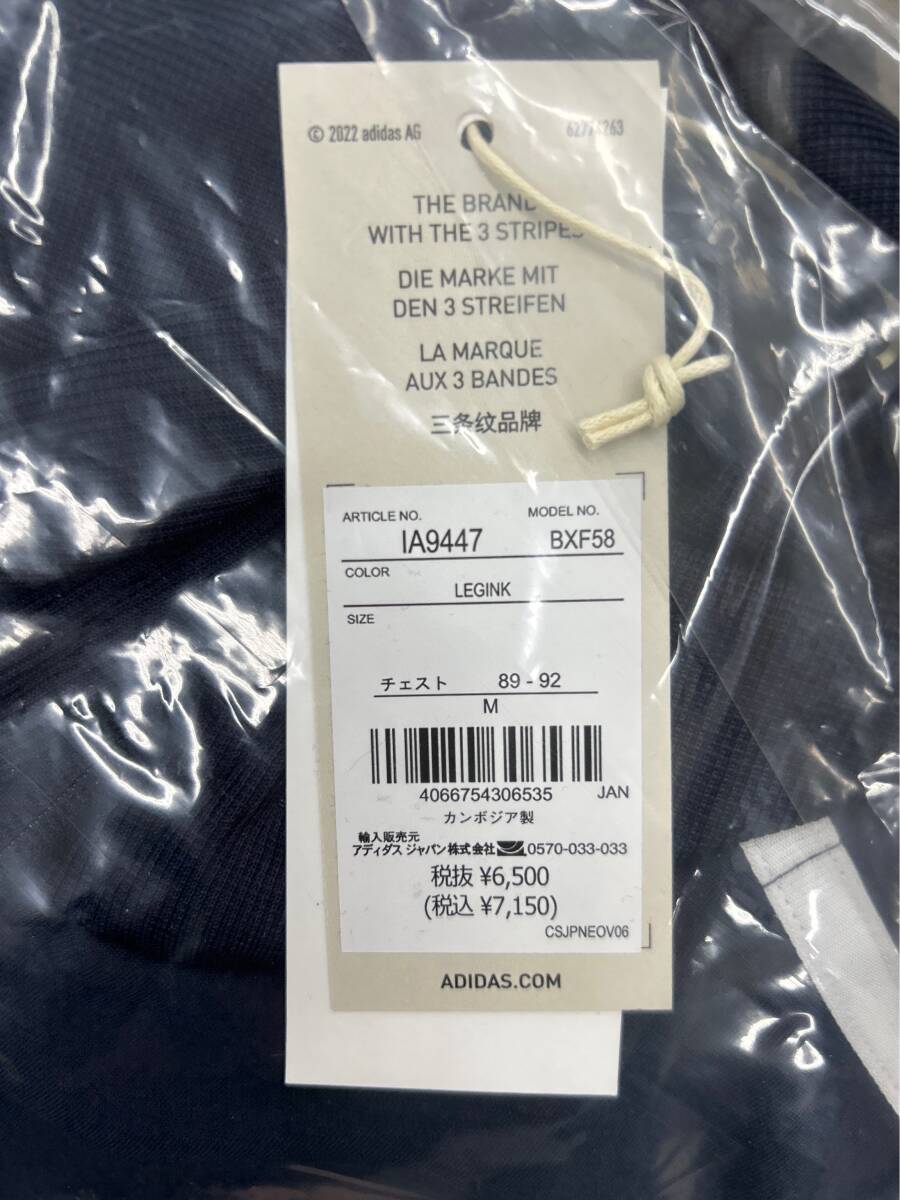 © 2022 adidas AG
THE BRAND
WITH THE 3 STRIPES
DIE MARKE MIT
DEN 3 STREIFEN
LA MARQUE
AUX 3 BANDES
三条纹品牌
ARTICLE NO. MODEL NO.
IA9447 BXF58
COLOR
LEGINK
SIZE
チェスト 89 - 92
M
4066754306535 JAN
カンボジア製
輸入販売元
アディダス ジャパン株式会社 0570-033-033
税抜 ¥6,500
(税込 ¥7,150)
CSJPNEOV06
ADIDAS.COM